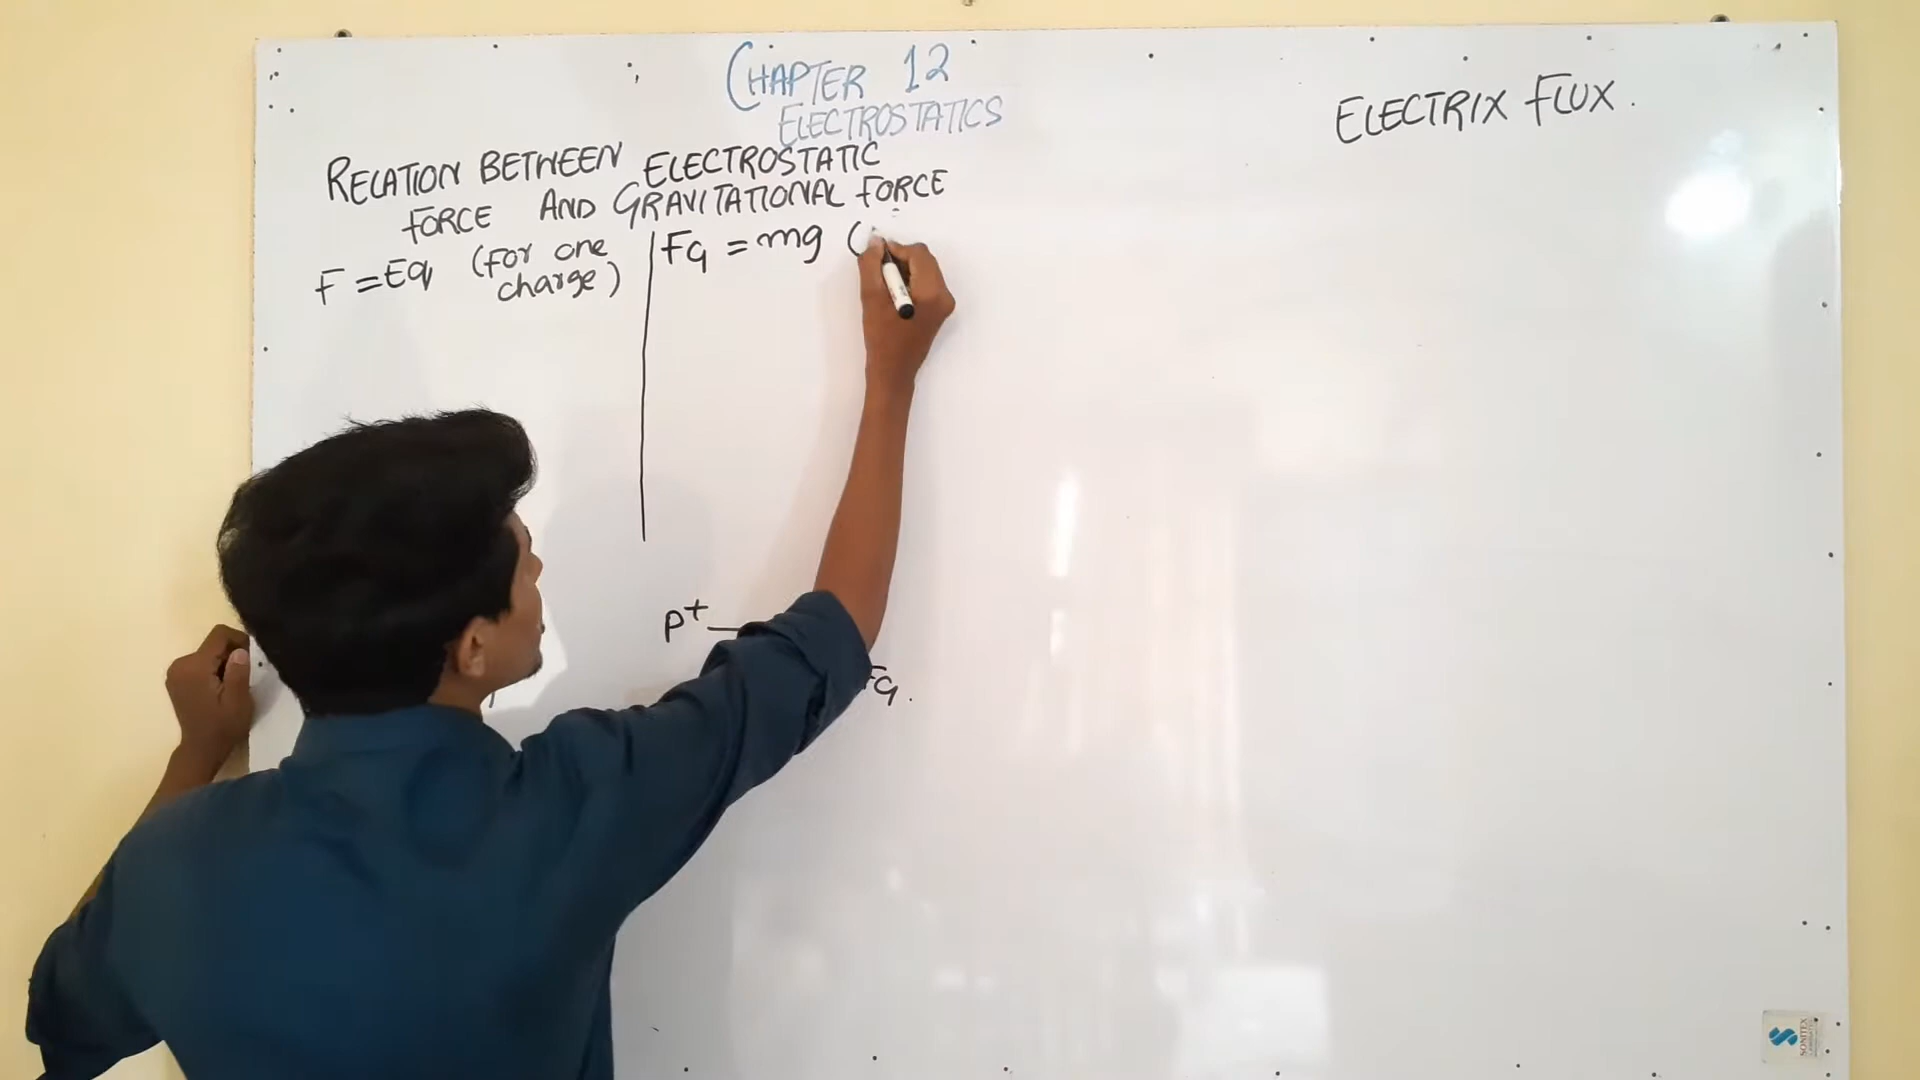 CHAPTER 12
ELECTROSTATICS
ELECTRIX FLUX.
RELATION BETWEEN ELECTROSTATIC
FORCE AND GRAVITATIONAL FORCE
F = Eq (For one
charge)
FG = mg (
P+
FG.
SONITEX